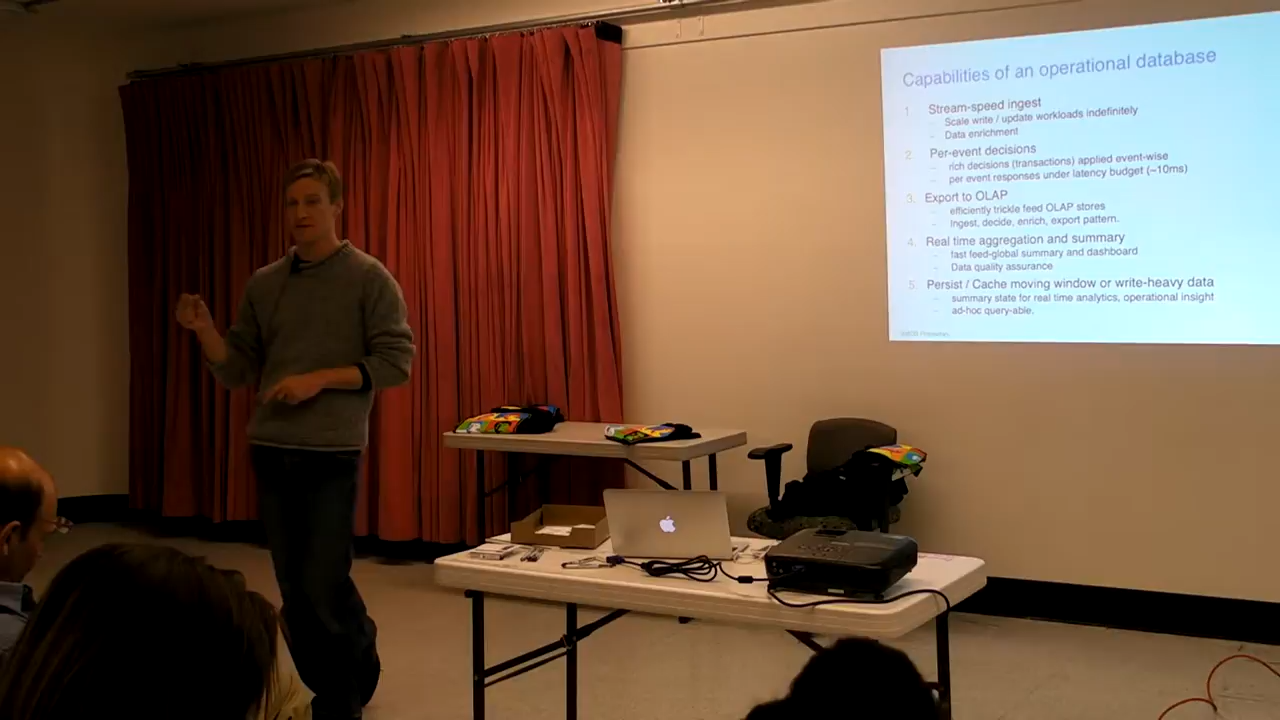 Capabilities of an operational database
1. Stream-speed ingest
– Scale write / update workloads indefinitely
– Data enrichment
2. Per-event decisions
– rich decisions (transactions) applied event-wise
– per event responses under latency budget (~10ms)
3. Export to OLAP
– efficiently trickle feed OLAP stores
– Ingest, decide, enrich, export pattern.
4. Real time aggregation and summary
– fast feed-global summary and dashboard
– Data quality assurance
5. Persist / Cache moving window or write-heavy data
– summary state for real time analytics, operational insight
– ad-hoc query-able.